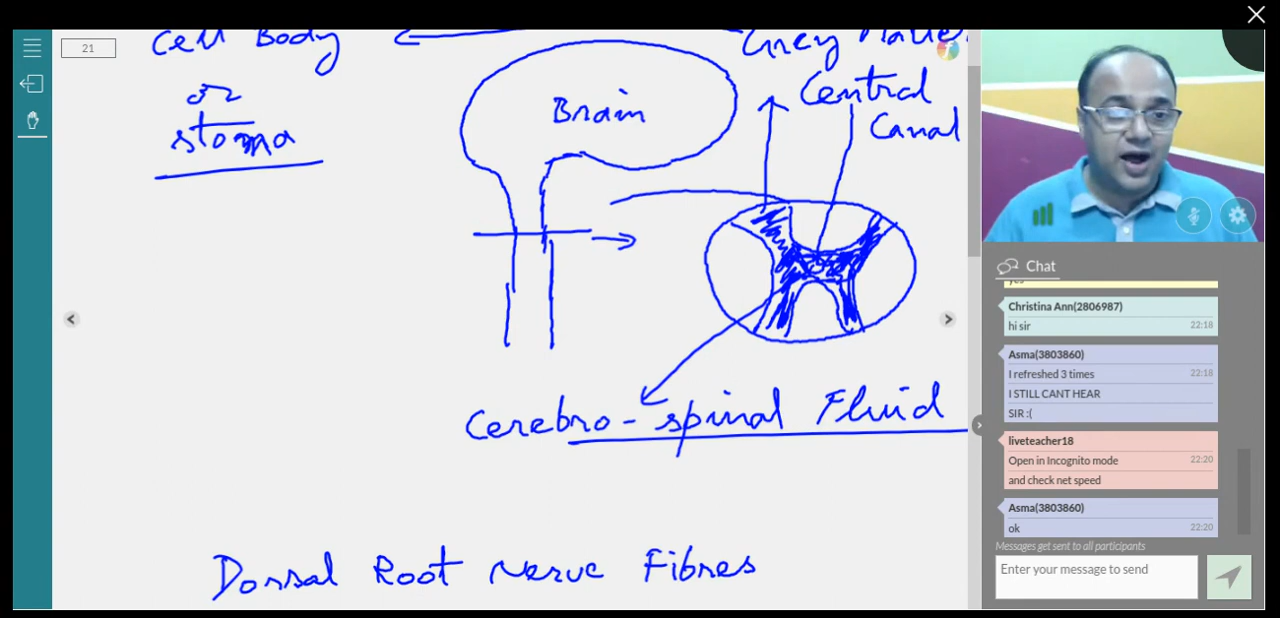 21
Cell Body
Grey Matter
or
stoma
Brain
Central
Canal
Cerebro-spinal Fluid
Dorsal Root Nerve Fibres
Chat
yes
Christina Ann(2806987)
hi sir 22:18
Asma(3803860)
I refreshed 3 times 22:18
I STILL CANT HEAR
SIR :(
liveteacher18
Open in Incognito mode 22:20
and check net speed
Asma(3803860)
ok 22:20
Messages get sent to all participants
Enter your message to send